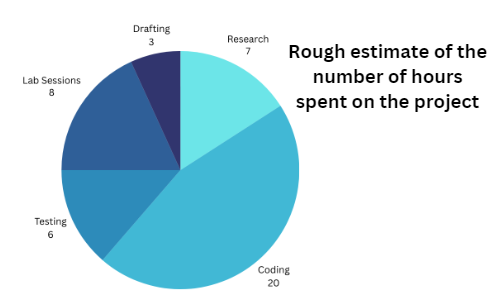 Drafting
3
Research
7
Rough estimate of the
number of hours
spent on the project
Lab Sessions
8
Testing
6
Coding
20